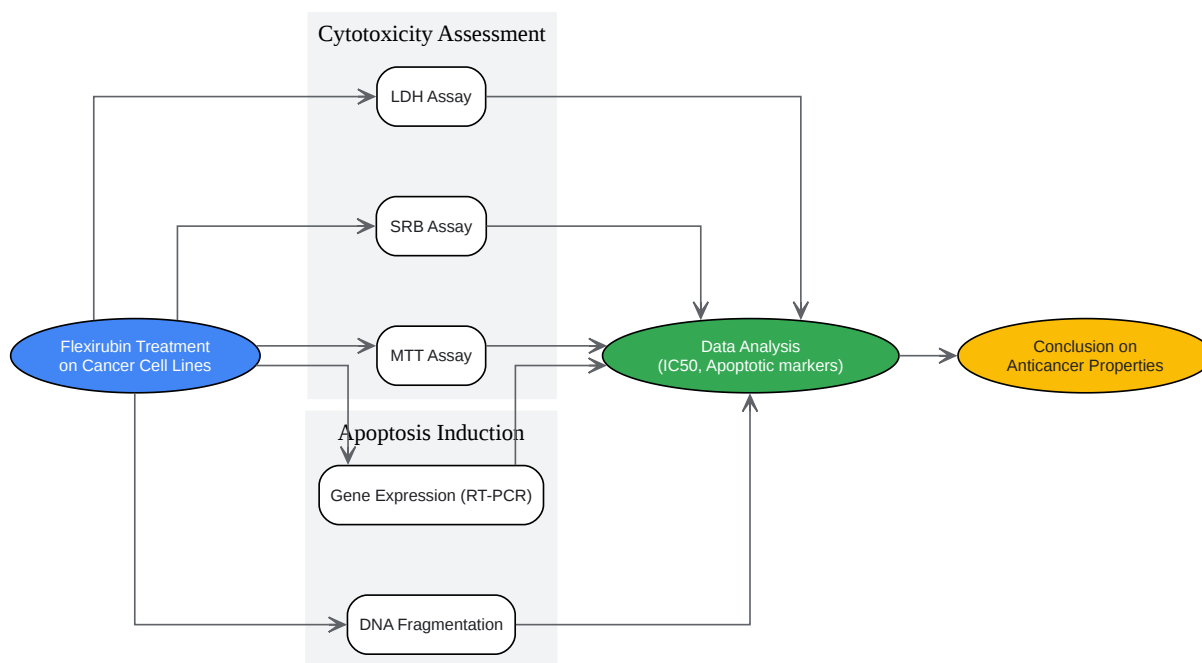 Cytotoxicity Assessment
LDH Assay
SRB Assay
MTT Assay
Flexirubin Treatment
on Cancer Cell Lines
Data Analysis
(IC50, Apoptotic markers)
Conclusion on
Anticancer Properties
Apoptosis Induction
Gene Expression (RT-PCR)
DNA Fragmentation